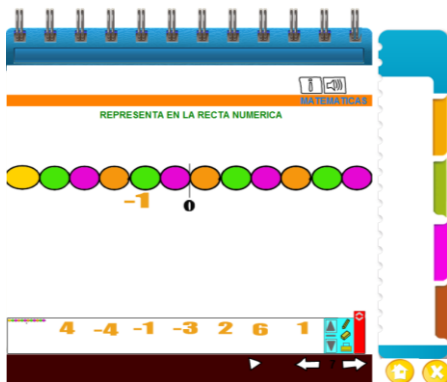 i
MATEMATICAS
REPRESENTA EN LA RECTA NUMERICA
-1
0
4 -4 -1 -3 2 6 1